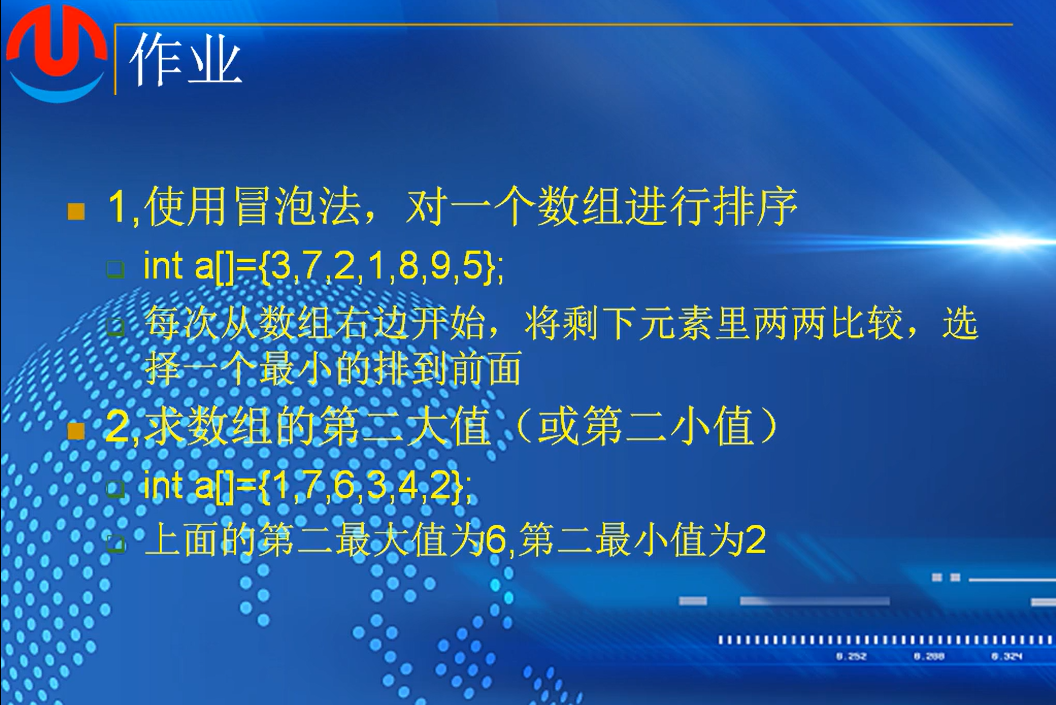 作业
1,使用冒泡法，对一个数组进行排序
int a[]={3,7,2,1,8,9,5};
每次从数组右边开始，将剩下元素里两两比较，选
择一个最小的排到前面
2,求数组的第二大值（或第二小值）
int a[]={1,7,6,3,4,2};
上面的第二最大值为6,第二最小值为2
0.252 0.288 0.324